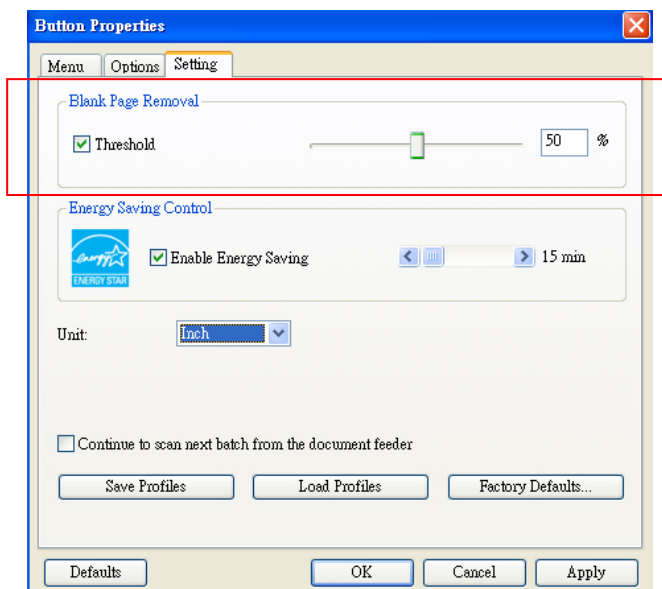 Button Properties
Menu Options Setting
Blank Page Removal
Threshold 50 %
Energy Saving Control
energy
ENERGY STAR
Enable Energy Saving 15 min
Unit: Inch
Continue to scan next batch from the document feeder
Save Profiles Load Profiles Factory Defaults...
Defaults OK Cancel Apply